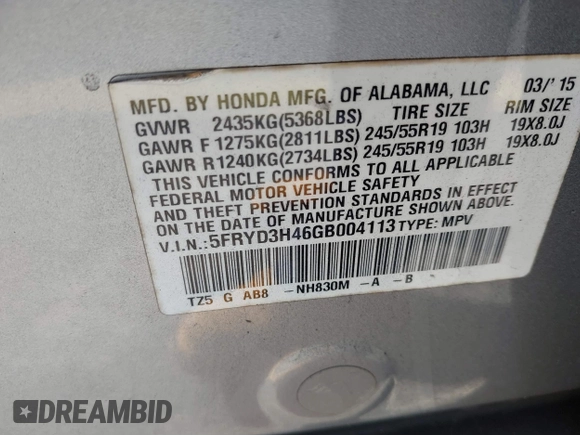 MFD. BY HONDA MFG. OF ALABAMA, LLC 03/'15
GVWR 2435KG(5368LBS) TIRE SIZE RIM SIZE
GAWR F 1275KG(2811LBS) 245/55R19 103H 19X8.0J
GAWR R 1240KG(2734LBS) 245/55R19 103H 19X8.0J
THIS VEHICLE CONFORMS TO ALL APPLICABLE
FEDERAL MOTOR VEHICLE SAFETY
AND THEFT PREVENTION STANDARDS IN EFFECT
ON THE DATE OF MANUFACTURE SHOWN ABOVE.
V.I.N.:5FRYD3H46GB004113 TYPE: MPV
TZ5 G AB8 -NH830M -A -B
DREAMBID